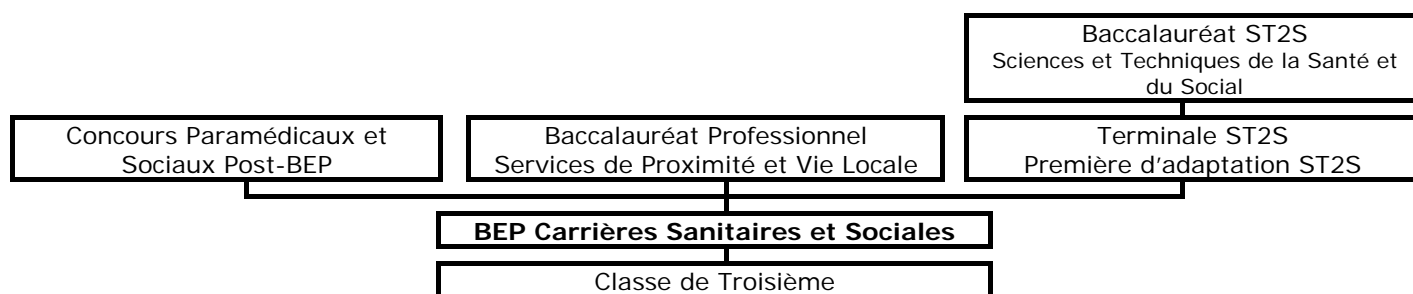 Baccalauréat ST2S
Sciences et Techniques de la Santé et
du Social
Concours Paramédicaux et
Sociaux Post-BEP
Baccalauréat Professionnel
Services de Proximité et Vie Locale
Terminale ST2S
Première d'adaptation ST2S
BEP Carrières Sanitaires et Sociales
Classe de Troisième